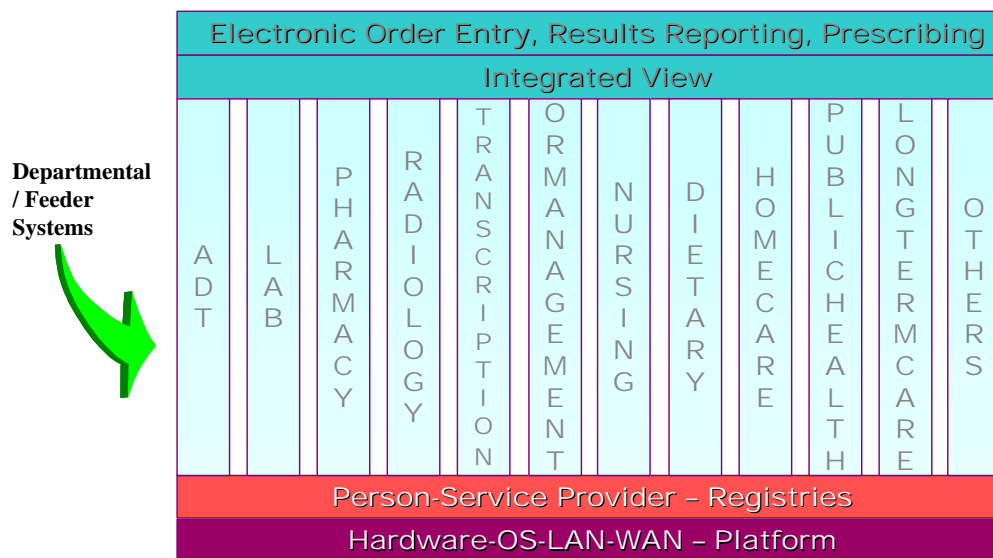 Electronic Order Entry, Results Reporting, Prescribing
Integrated View
Departmental
/ Feeder
Systems
ADT
LAB
PHARMACY
RADIOLOGY
TRANSCRIPTION
ORMANAGEMENT
NURSING
DIETARY
HOMECARE
PUBLICHEALTH
LONGTERMCARE
OTHERS
Person-Service Provider – Registries
Hardware-OS-LAN-WAN – Platform